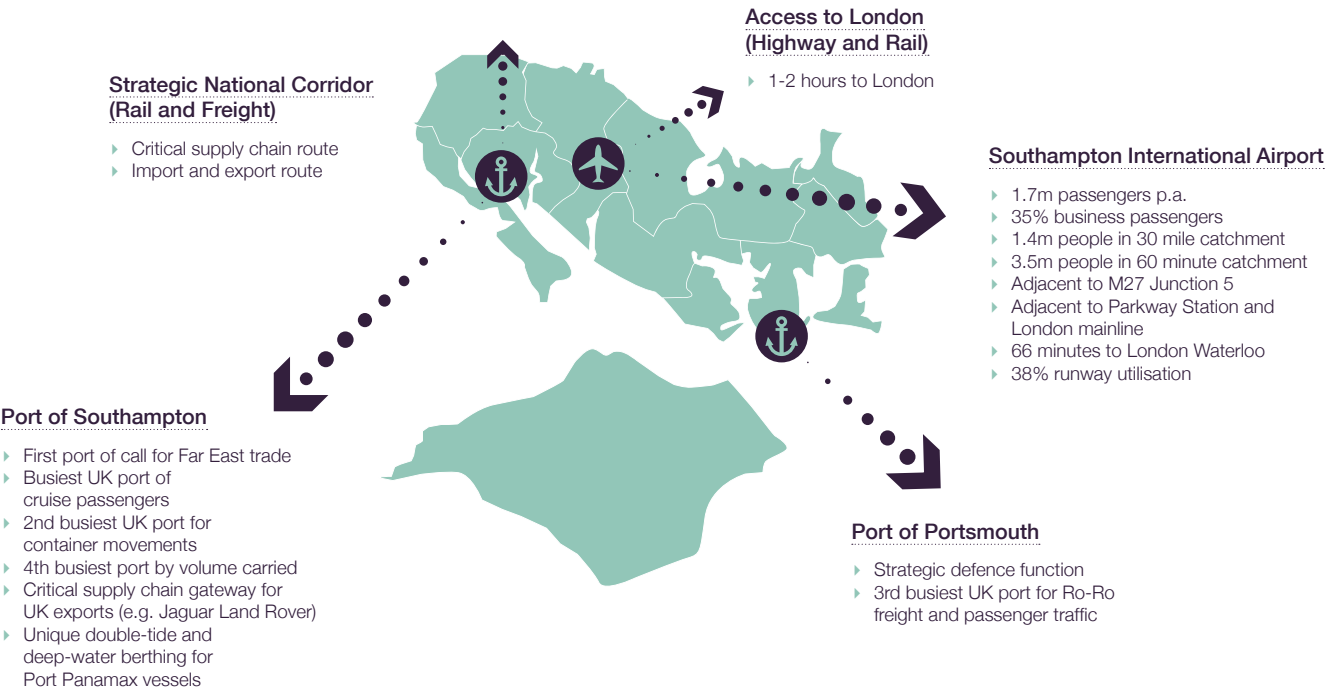 Access to London
(Highway and Rail)
1-2 hours to London
Strategic National Corridor
(Rail and Freight)
Critical supply chain route
Import and export route
Southampton International Airport
1.7m passengers p.a.
35% business passengers
1.4m people in 30 mile catchment
3.5m people in 60 minute catchment
Adjacent to M27 Junction 5
Adjacent to Parkway Station and
London mainline
66 minutes to London Waterloo
38% runway utilisation
Port of Southampton
First port of call for Far East trade
Busiest UK port of
cruise passengers
2nd busiest UK port for
container movements
4th busiest port by volume carried
Critical supply chain gateway for
UK exports (e.g. Jaguar Land Rover)
Unique double-tide and
deep-water berthing for
Port Panamax vessels
Port of Portsmouth
Strategic defence function
3rd busiest UK port for Ro-Ro
freight and passenger traffic